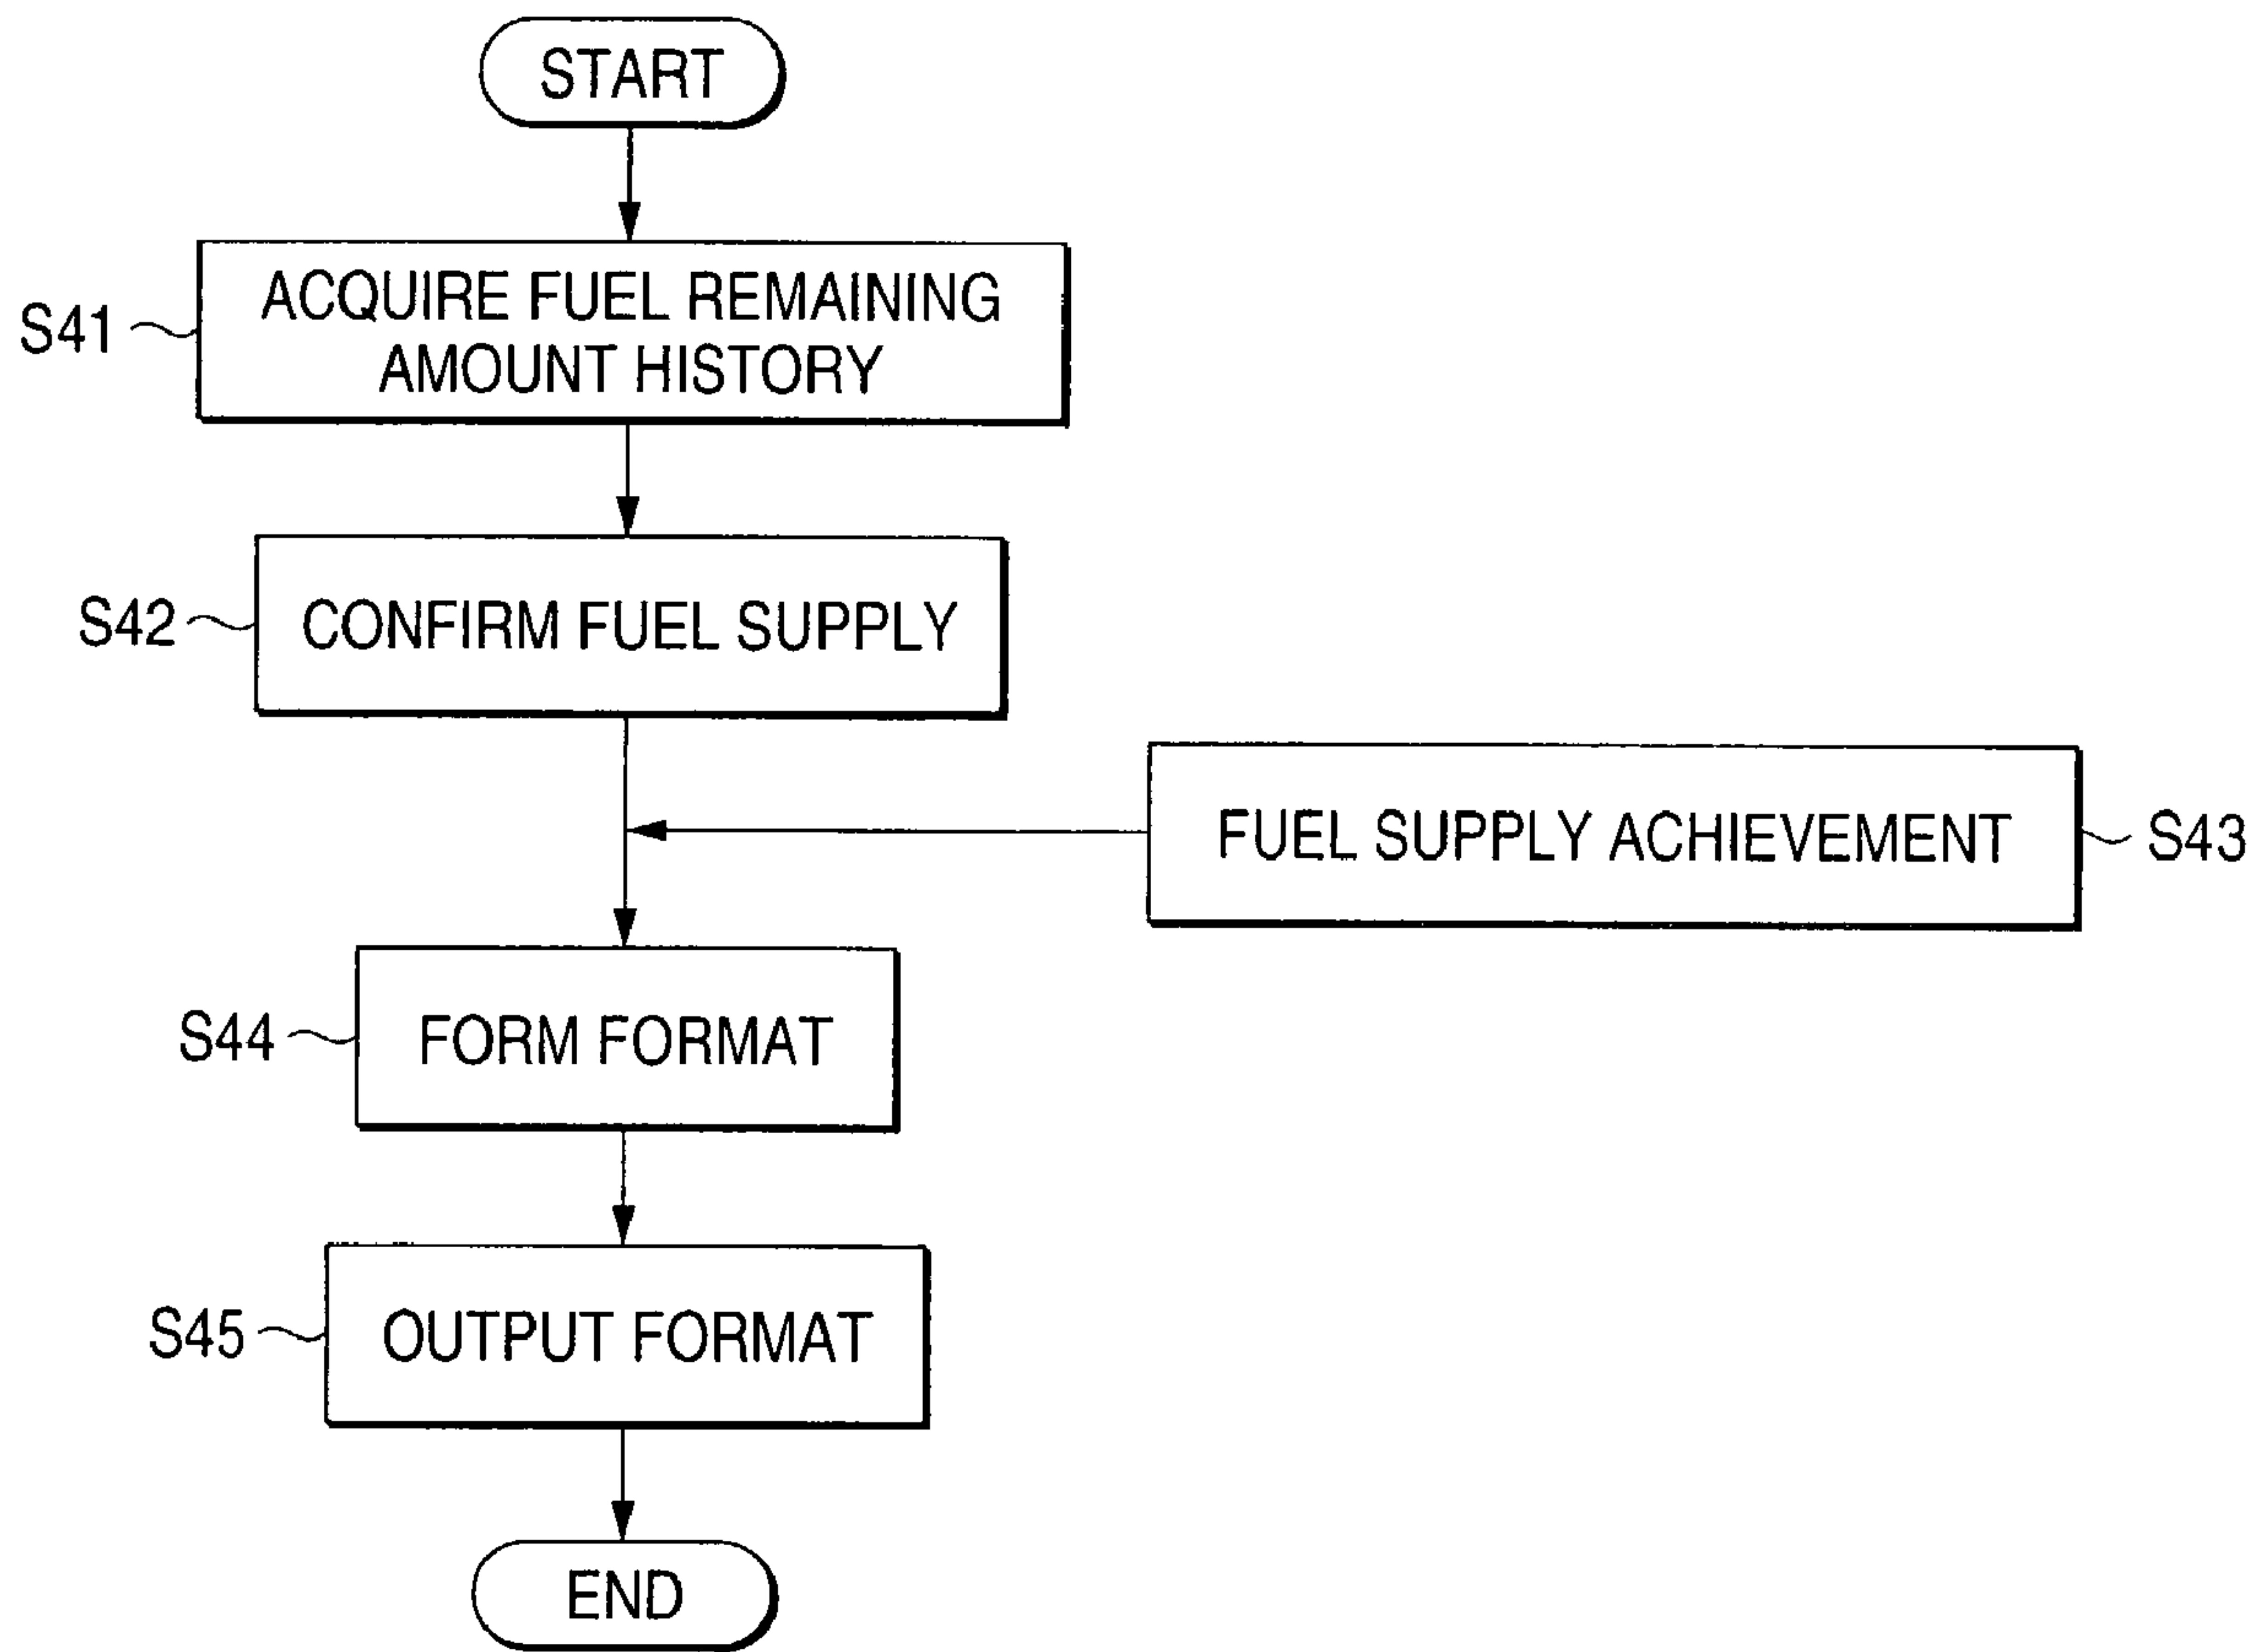 START
S41
ACQUIRE FUEL REMAINING
AMOUNT HISTORY
S42
CONFIRM FUEL SUPPLY
FUEL SUPPLY ACHIEVEMENT
S43
S44
FORM FORMAT
S45
OUTPUT FORMAT
END